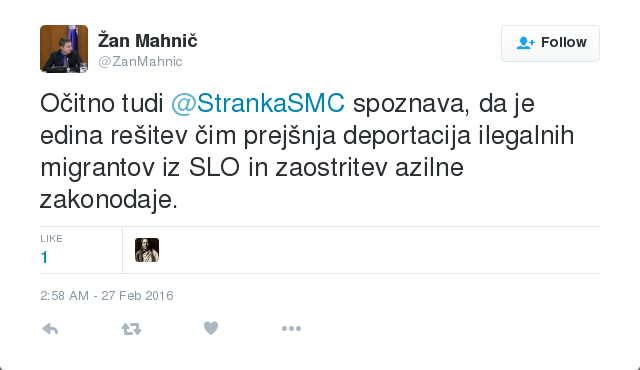 Žan Mahnič
@ZanMahnic
Follow
Očitno tudi @StrankaSMC spoznava, da je
edina rešitev čim prejšnja deportacija ilegalnih
migrantov iz SLO in zaostritev azilne
zakonodaje.
LIKE
1
2:58 AM - 27 Feb 2016